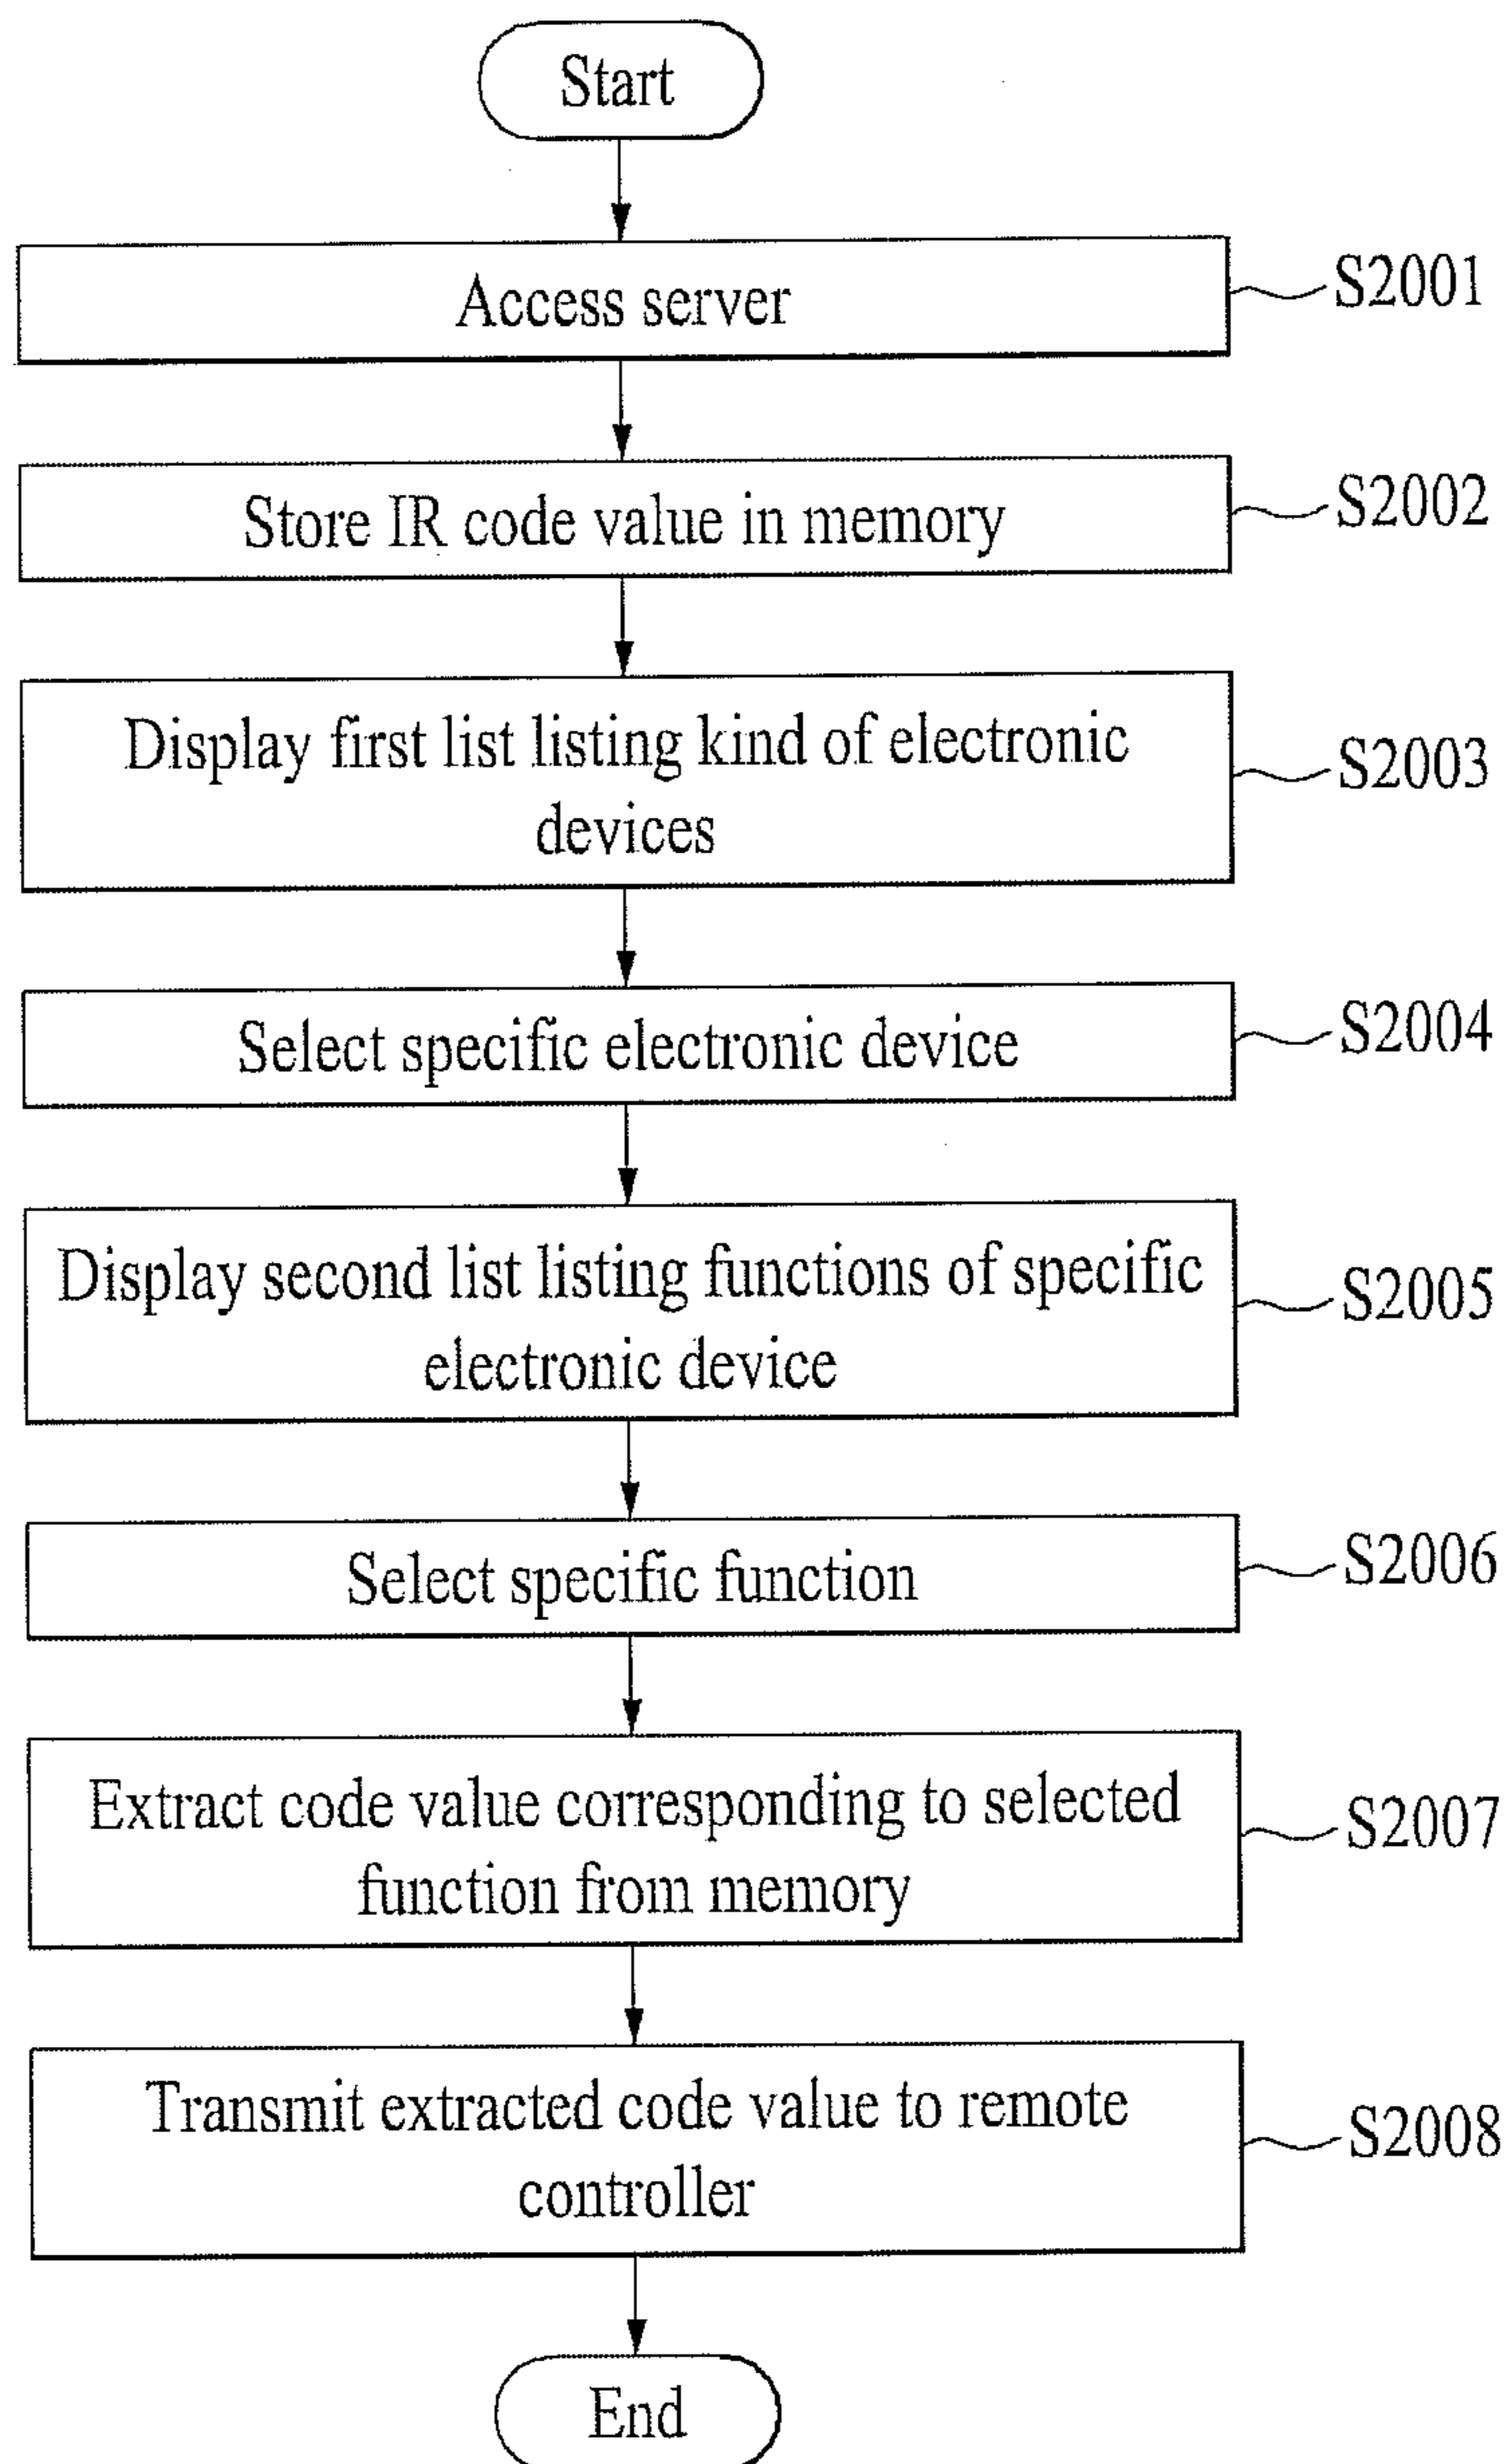 Start
Access server
S2001
Store IR code value in memory
S2002
Display first list listing kind of electronic
devices
S2003
Select specific electronic device
S2004
Display second list listing functions of specific
electronic device
S2005
Select specific function
S2006
Extract code value corresponding to selected
function from memory
S2007
Transmit extracted code value to remote
controller
S2008
End